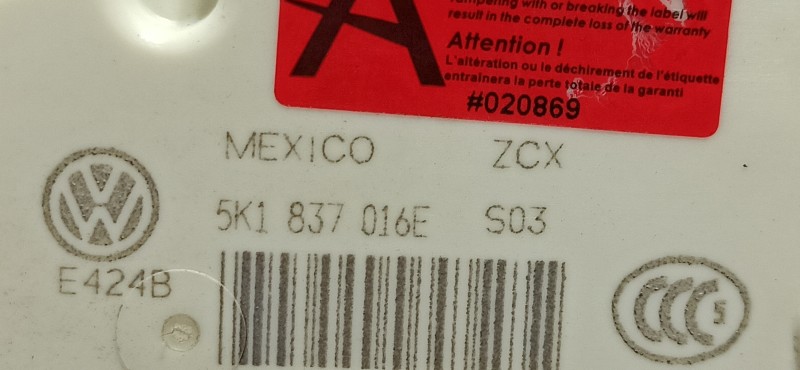 tampering with or breaking the label will
result in the complete loss of the warranty
Attention !
L'altération ou le déchirement de l'étiquette
entrainera la perte totale de la garanti
#020869
MEXICO ZCX
5K1 837 016E S03
E424B
CCC S